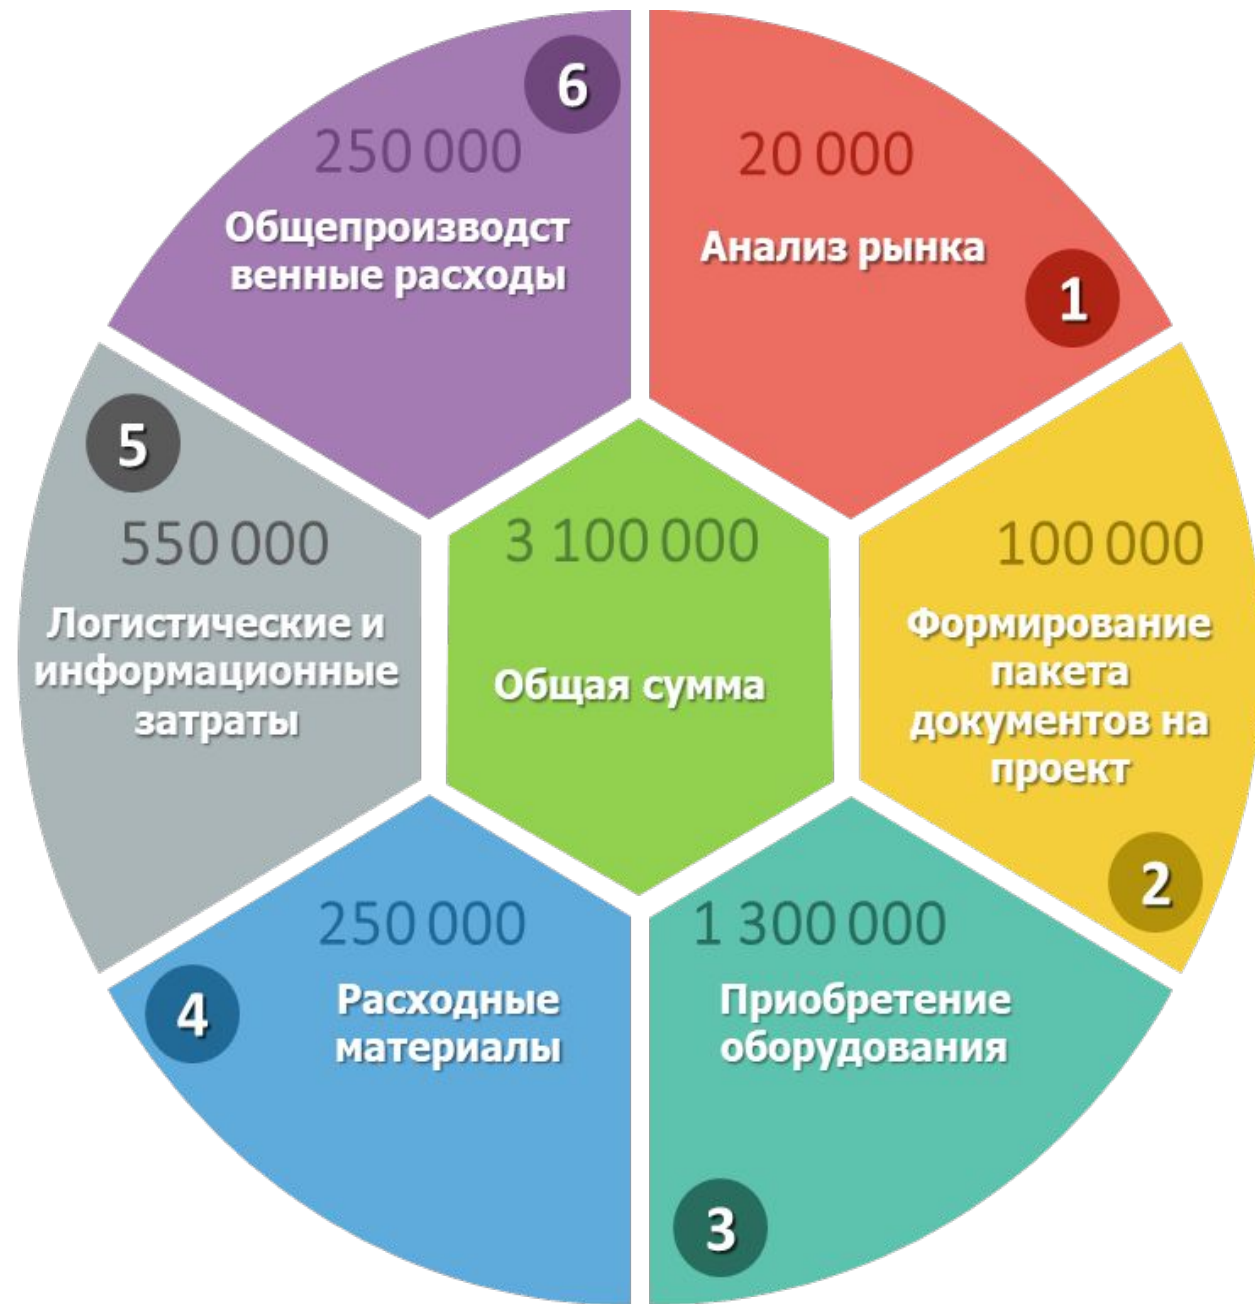 20 000
Анализ рынка
1
100 000
Формирование
пакета
документов на
проект
2
1 300 000
Приобретение
оборудования
3
250 000
Расходные
материалы
4
5
550 000
Логистические и
информационные
затраты
6
250 000
Общепроизводст
венные расходы
3 100 000
Общая сумма